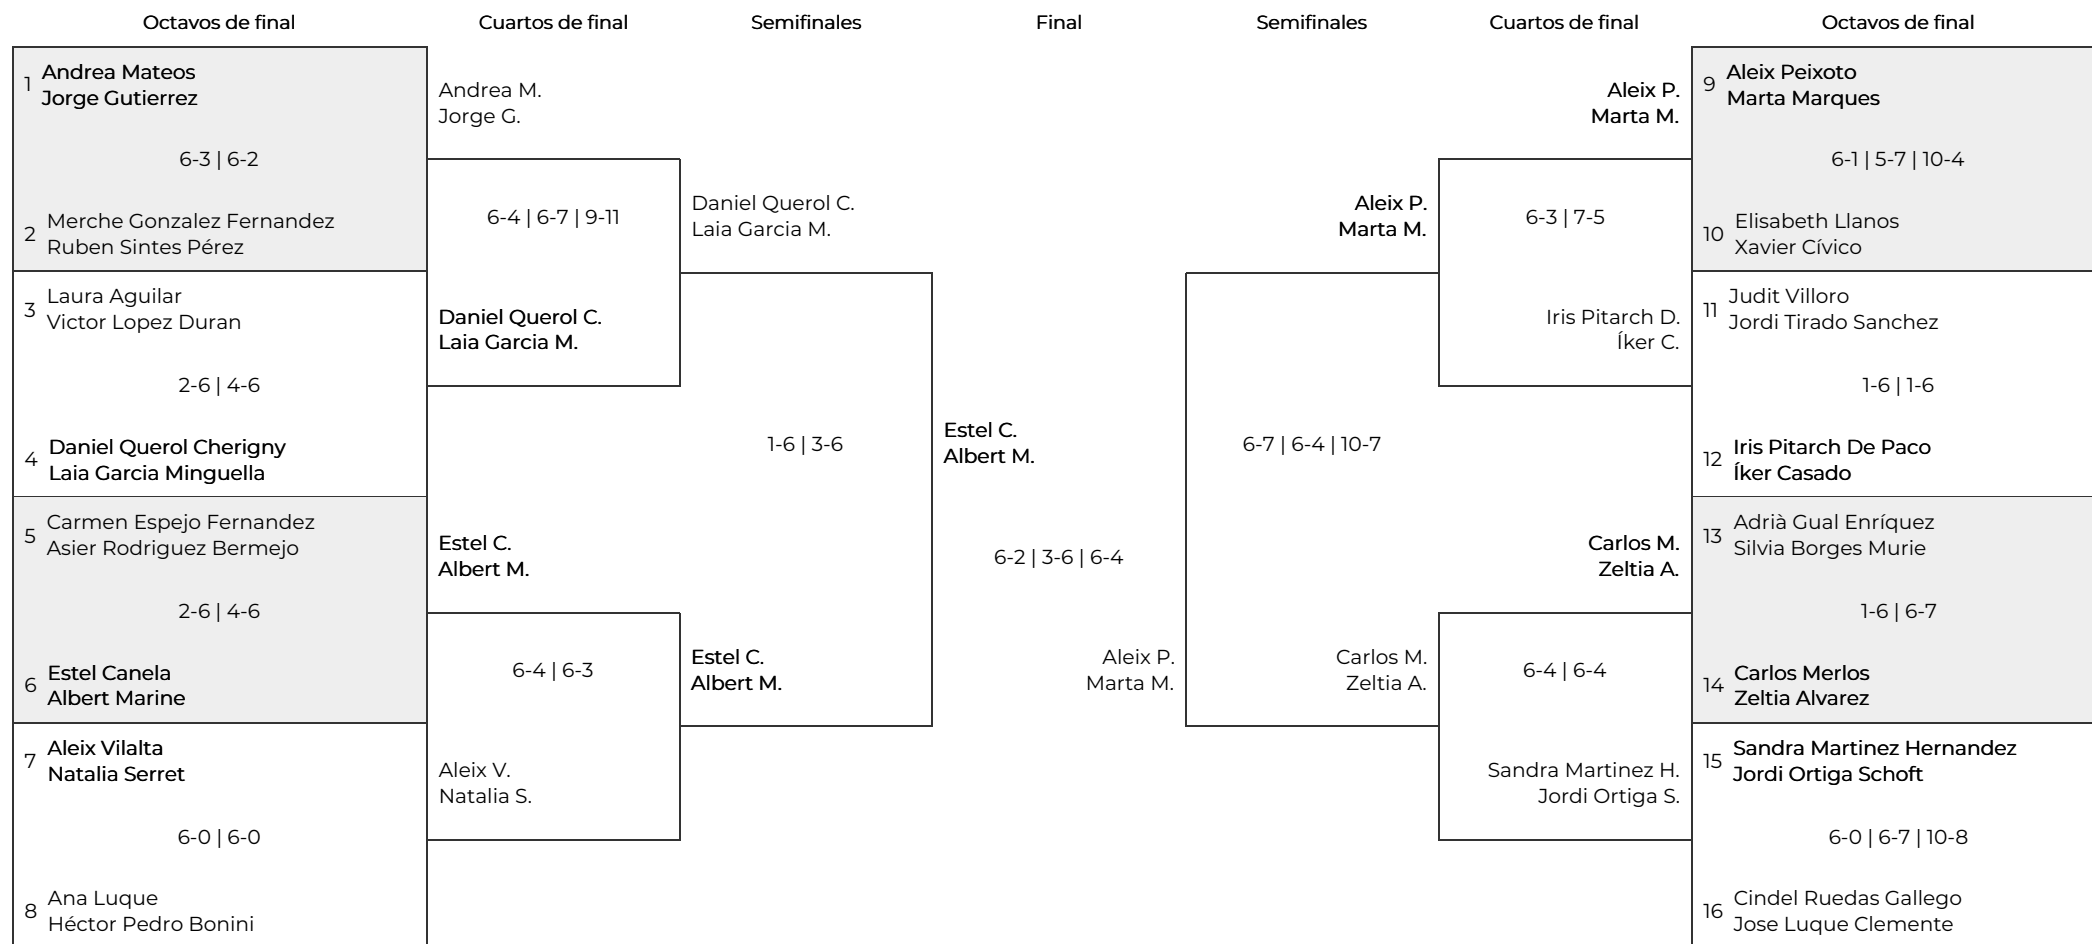 Octavos de final
Cuartos de final
Semifinales
Final
Semifinales
Cuartos de final
Octavos de final
1
Andrea Mateos
Jorge Gutierrez
6-3 | 6-2
2
Merche Gonzalez Fernandez
Ruben Sintes Pérez
3
Laura Aguilar
Victor Lopez Duran
2-6 | 4-6
4
Daniel Querol Cherigny
Laia Garcia Minguella
5
Carmen Espejo Fernandez
Asier Rodriguez Bermejo
2-6 | 4-6
6
Estel Canela
Albert Marine
7
Aleix Vilalta
Natalia Serret
6-0 | 6-0
8
Ana Luque
Héctor Pedro Bonini
Andrea M.
Jorge G.
6-4 | 6-7 | 9-11
Daniel Querol C.
Laia Garcia M.
Estel C.
Albert M.
6-4 | 6-3
Aleix V.
Natalia S.
Daniel Querol C.
Laia Garcia M.
1-6 | 3-6
Estel C.
Albert M.
Estel C.
Albert M.
6-2 | 3-6 | 6-4
Aleix P.
Marta M.
Aleix P.
Marta M.
6-7 | 6-4 | 10-7
Carlos M.
Zeltia A.
Aleix P.
Marta M.
6-3 | 7-5
Iris Pitarch D.
Íker C.
Carlos M.
Zeltia A.
6-4 | 6-4
Sandra Martinez H.
Jordi Ortiga S.
9
Aleix Peixoto
Marta Marques
6-1 | 5-7 | 10-4
10
Elisabeth Llanos
Xavier Cívico
11
Judit Villoro
Jordi Tirado Sanchez
1-6 | 1-6
12
Iris Pitarch De Paco
Íker Casado
13
Adrià Gual Enríquez
Silvia Borges Murie
1-6 | 6-7
14
Carlos Merlos
Zeltia Alvarez
15
Sandra Martinez Hernandez
Jordi Ortiga Schoft
6-0 | 6-7 | 10-8
16
Cindel Ruedas Gallego
Jose Luque Clemente